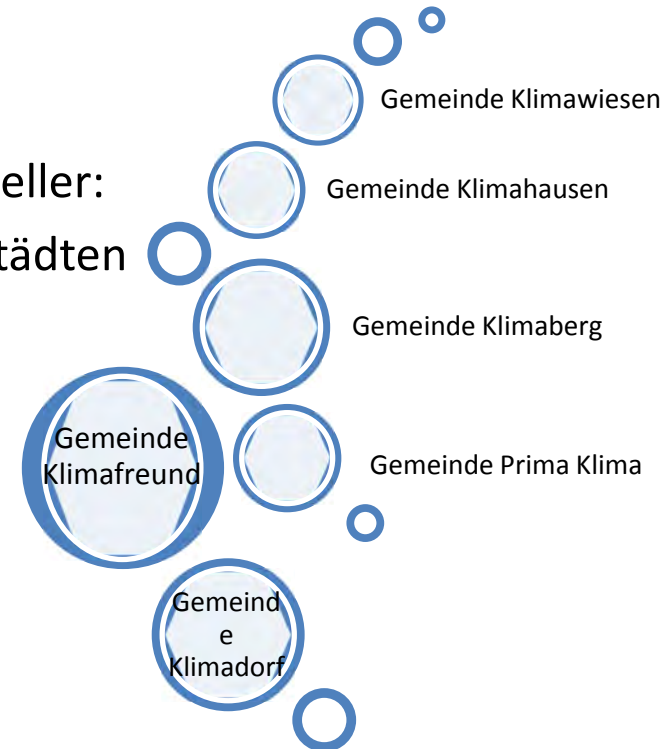 Gemeinde Klimawiesen
eller:
Gemeinde Klimahausen
tädten
Gemeinde Klimaberg
Gemeinde
Klimafreund
Gemeinde Prima Klima
Gemeind
e
Klimadorf